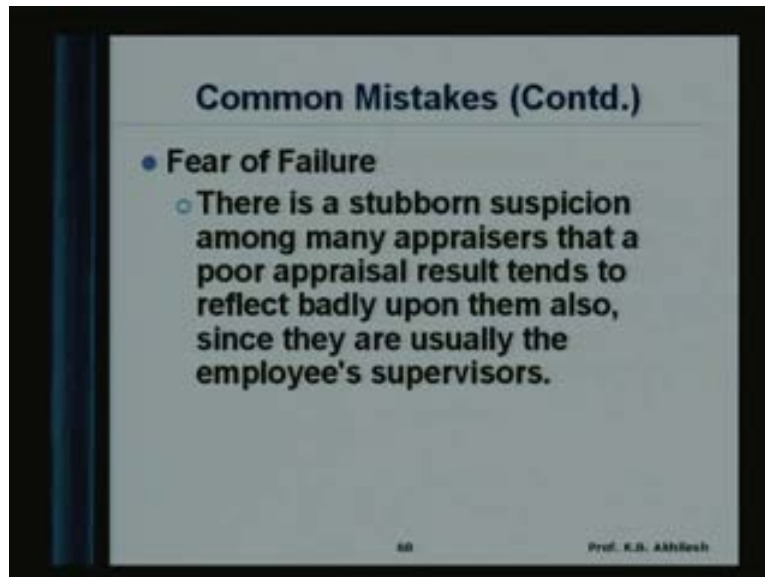 Common Mistakes (Contd.)
Fear of Failure
There is a stubborn suspicion
among many appraisers that a
poor appraisal result tends to
reflect badly upon them also,
since they are usually the
employee's supervisors.
68 Prof. K.B. Akhilesh